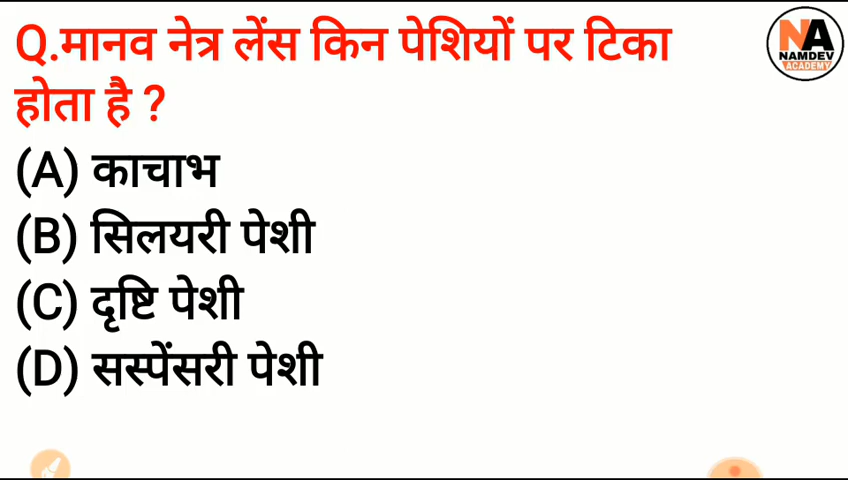 Q.मानव नेत्र लेंस किन पेशियों पर टिका
होता है ?
(A) काचाभ
(B) सिलयरी पेशी
(C) दृष्टि पेशी
(D) सस्पेंसरी पेशी
NA
NAMDEV
ACADEMY